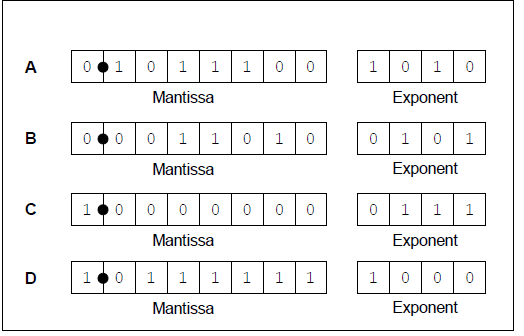 A 0 1 0 1 1 1 0 0 1 0 1 0
Mantissa Exponent
B 0 0 0 1 1 0 1 0 0 1 0 1
Mantissa Exponent
C 1 0 0 0 0 0 0 0 0 1 1 1
Mantissa Exponent
D 1 0 1 1 1 1 1 1 1 0 0 0
Mantissa Exponent